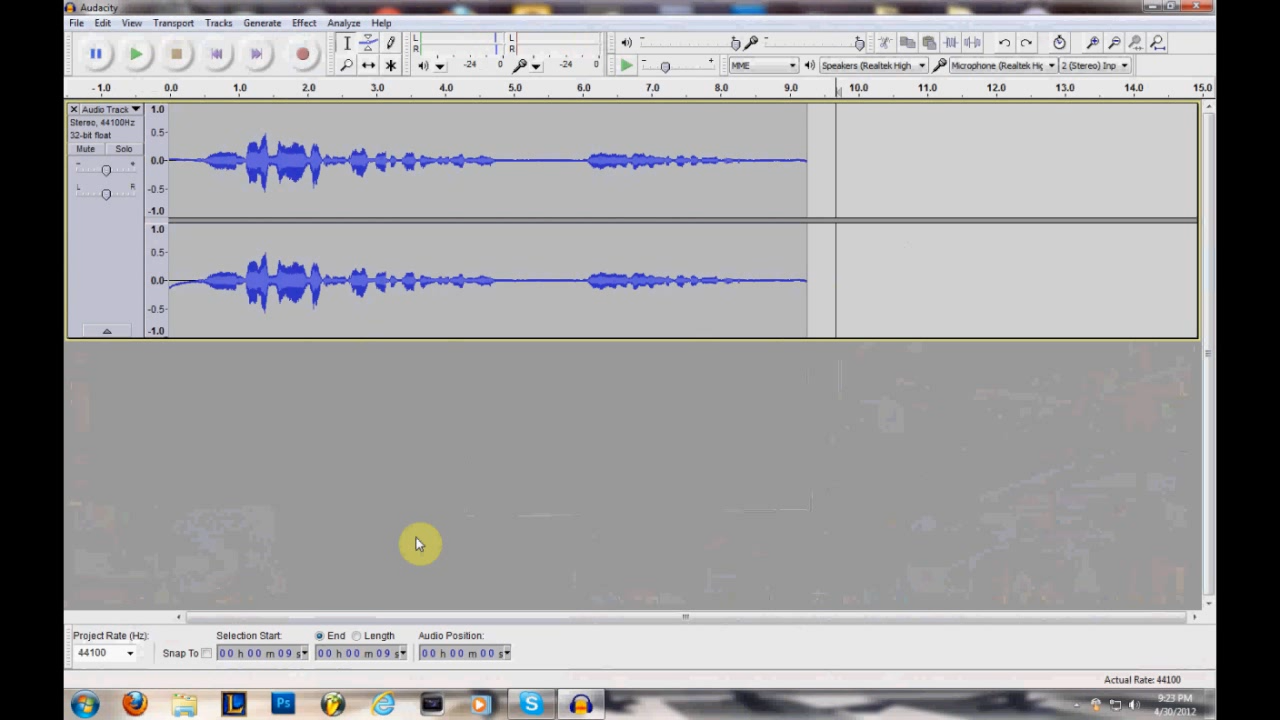 Audacity
File Edit View Transport Tracks Generate Effect Analyze Help
L L
R R
-24 0 -24 0
MME Speakers (Realtek High Microphone (Realtek Hig 2 (Stereo) Inp
-1.0 0.0 1.0 2.0 3.0 4.0 5.0 6.0 7.0 8.0 9.0 10.0 11.0 12.0 13.0 14.0 15.0
Audio Track 1.0
Stereo, 44100Hz
32-bit float 0.5
Mute Solo
0.0
L R -0.5
-1.0
1.0
0.5
0.0
-0.5
-1.0
Project Rate (Hz): Selection Start: End Length Audio Position:
44100 Snap To 00 h 00 m 09 s 00 h 00 m 09 s 00 h 00 m 00 s
Actual Rate: 44100
9:23 PM
4/30/2012